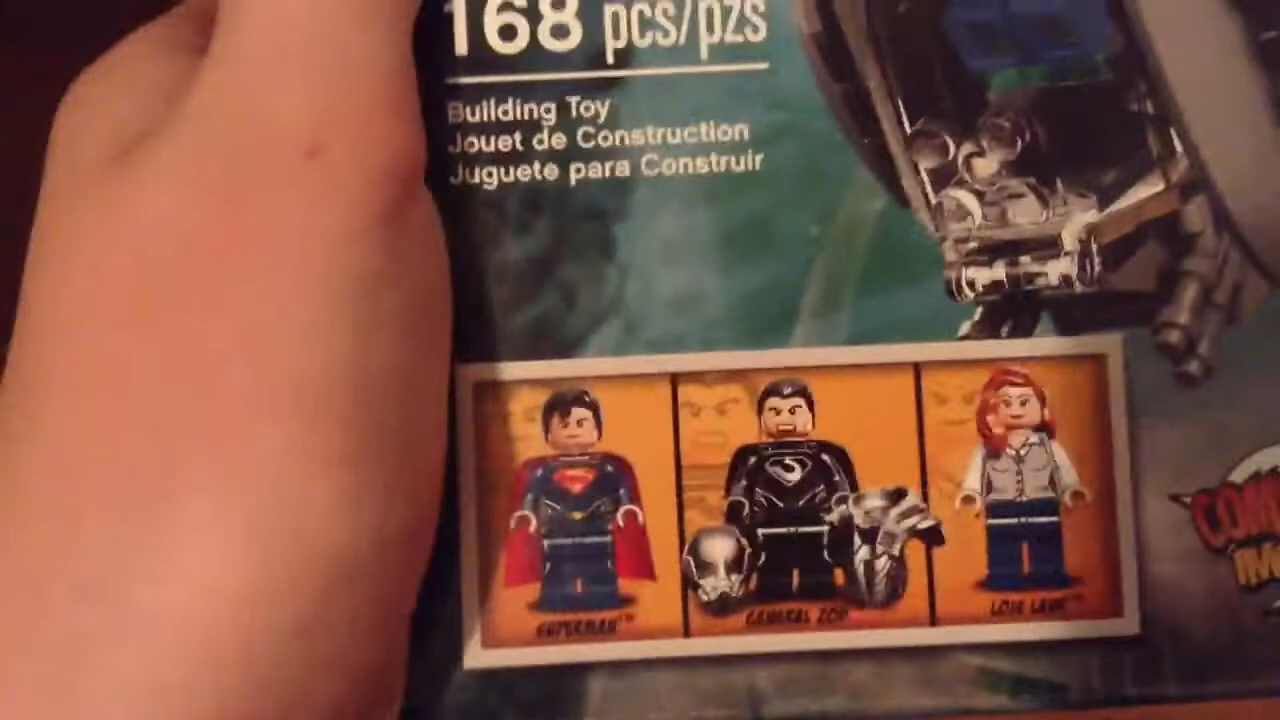 168 pcs/pzs
Building Toy
Jouet de Construction
Juguete para Construir
SUPERMAN™
GENERAL ZOD
LOIS LANE™